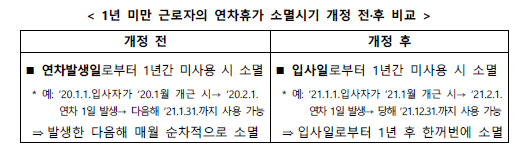 < 1년 미만 근로자의 연차휴가 소멸시기 개정 전·후 비교 >
개정 전
■ 연차발생일로부터 1년간 미사용 시 소멸
* 예: '20.1.1.입사자가 '20.1월 개근 시→ '20.2.1.
연차 1일 발생→ 다음해 '21.1.31.까지 사용 가능
⇒ 발생한 다음해 매월 순차적으로 소멸
개정 후
■ 입사일로부터 1년간 미사용 시 소멸
* 예: '21.1.1.입사자가 '21.1월 개근 시→ '21.2.1.
연차 1일 발생→ 당해 '21.12.31.까지 사용 가능
⇒ 입사일로부터 1년 후 한꺼번에 소멸